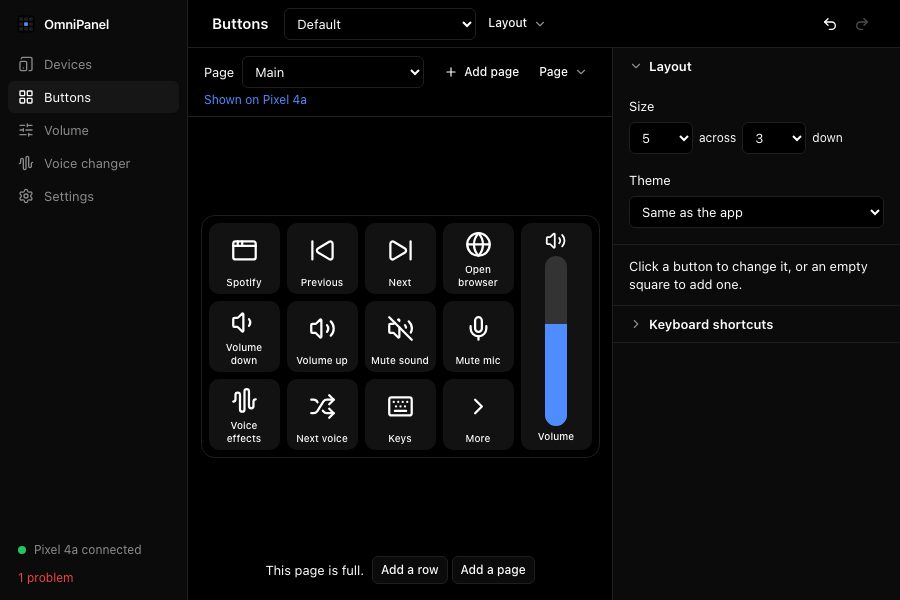 OmniPanel
Devices
Buttons
Volume
Voice changer
Settings
Pixel 4a connected
1 problem
Buttons
Default
Layout
Page
Main
Add page
Page
Shown on Pixel 4a
Spotify
Previous
Next
Open
browser
Volume
down
Volume up
Mute sound
Mute mic
Voice
effects
Next voice
Keys
More
Volume
This page is full.
Add a row
Add a page
Layout
Size
5
across
3
down
Theme
Same as the app
Click a button to change it, or an empty
square to add one.
Keyboard shortcuts